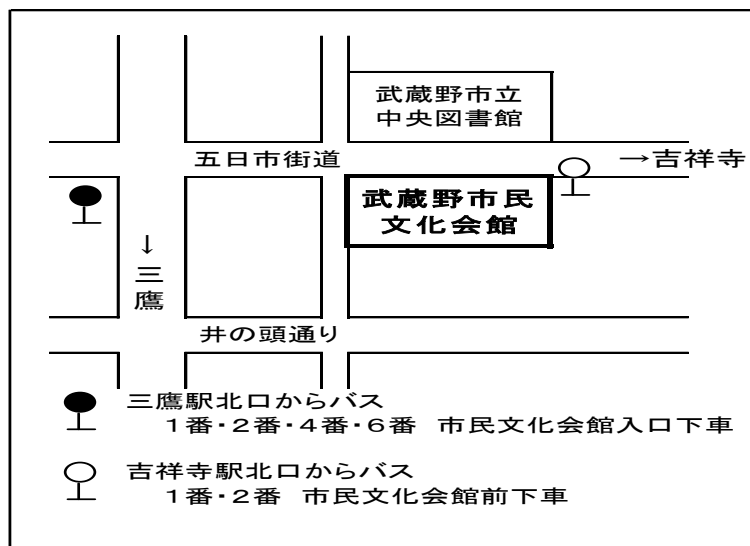 武蔵野市立
中央図書館
五日市街道
→吉祥寺
武蔵野市民
文化会館
↓三鷹
井の頭通り
三鷹駅北口からバス
1番・2番・4番・6番 市民文化会館入口下車
吉祥寺駅北口からバス
1番・2番 市民文化会館前下車